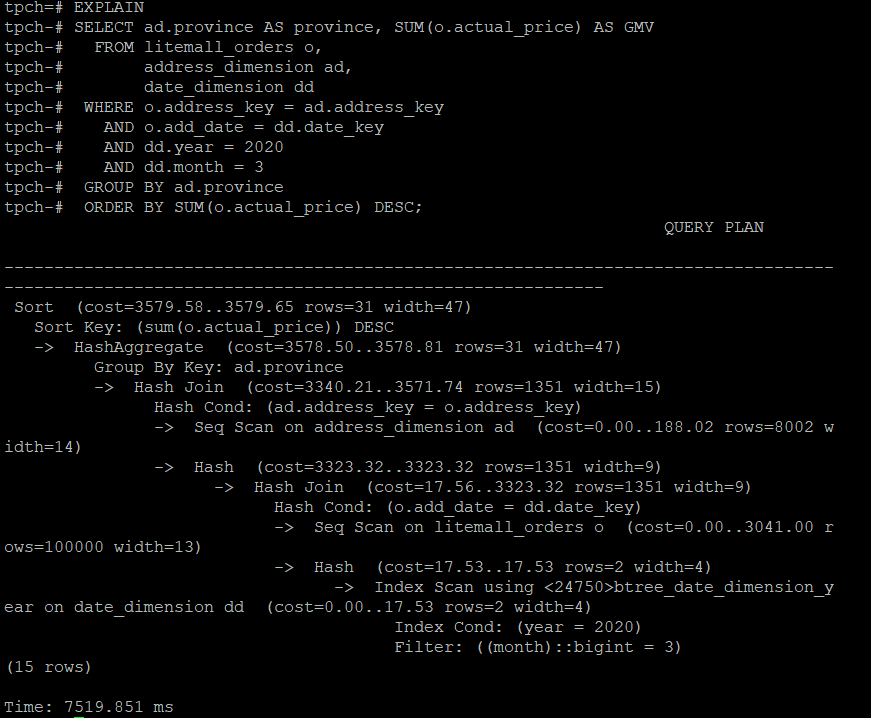 tpch=# EXPLAIN
tpch-# SELECT ad.province AS province, SUM(o.actual_price) AS GMV
tpch-#   FROM litemall_orders o,
tpch-#        address_dimension ad,
tpch-#        date_dimension dd
tpch-#  WHERE o.address_key = ad.address_key
tpch-#    AND o.add_date = dd.date_key
tpch-#    AND dd.year = 2020
tpch-#    AND dd.month = 3
tpch-#  GROUP BY ad.province
tpch-#  ORDER BY SUM(o.actual_price) DESC;
                                                                  QUERY PLAN
-----------------------------------------------------------------------------------
------------------------------------------------------------
 Sort  (cost=3579.58..3579.65 rows=31 width=47)
   Sort Key: (sum(o.actual_price)) DESC
   ->  HashAggregate  (cost=3578.50..3578.81 rows=31 width=47)
         Group By Key: ad.province
         ->  Hash Join  (cost=3340.21..3571.74 rows=1351 width=15)
               Hash Cond: (ad.address_key = o.address_key)
               ->  Seq Scan on address_dimension ad  (cost=0.00..188.02 rows=8002 w
idth=14)
               ->  Hash  (cost=3323.32..3323.32 rows=1351 width=9)
                     ->  Hash Join  (cost=17.56..3323.32 rows=1351 width=9)
                           Hash Cond: (o.add_date = dd.date_key)
                           ->  Seq Scan on litemall_orders o  (cost=0.00..3041.00 r
ows=100000 width=13)
                           ->  Hash  (cost=17.53..17.53 rows=2 width=4)
                                 ->  Index Scan using <24750>btree_date_dimension_y
ear on date_dimension dd  (cost=0.00..17.53 rows=2 width=4)
                                       Index Cond: (year = 2020)
                                       Filter: ((month)::bigint = 3)
(15 rows)
Time: 7519.851 ms